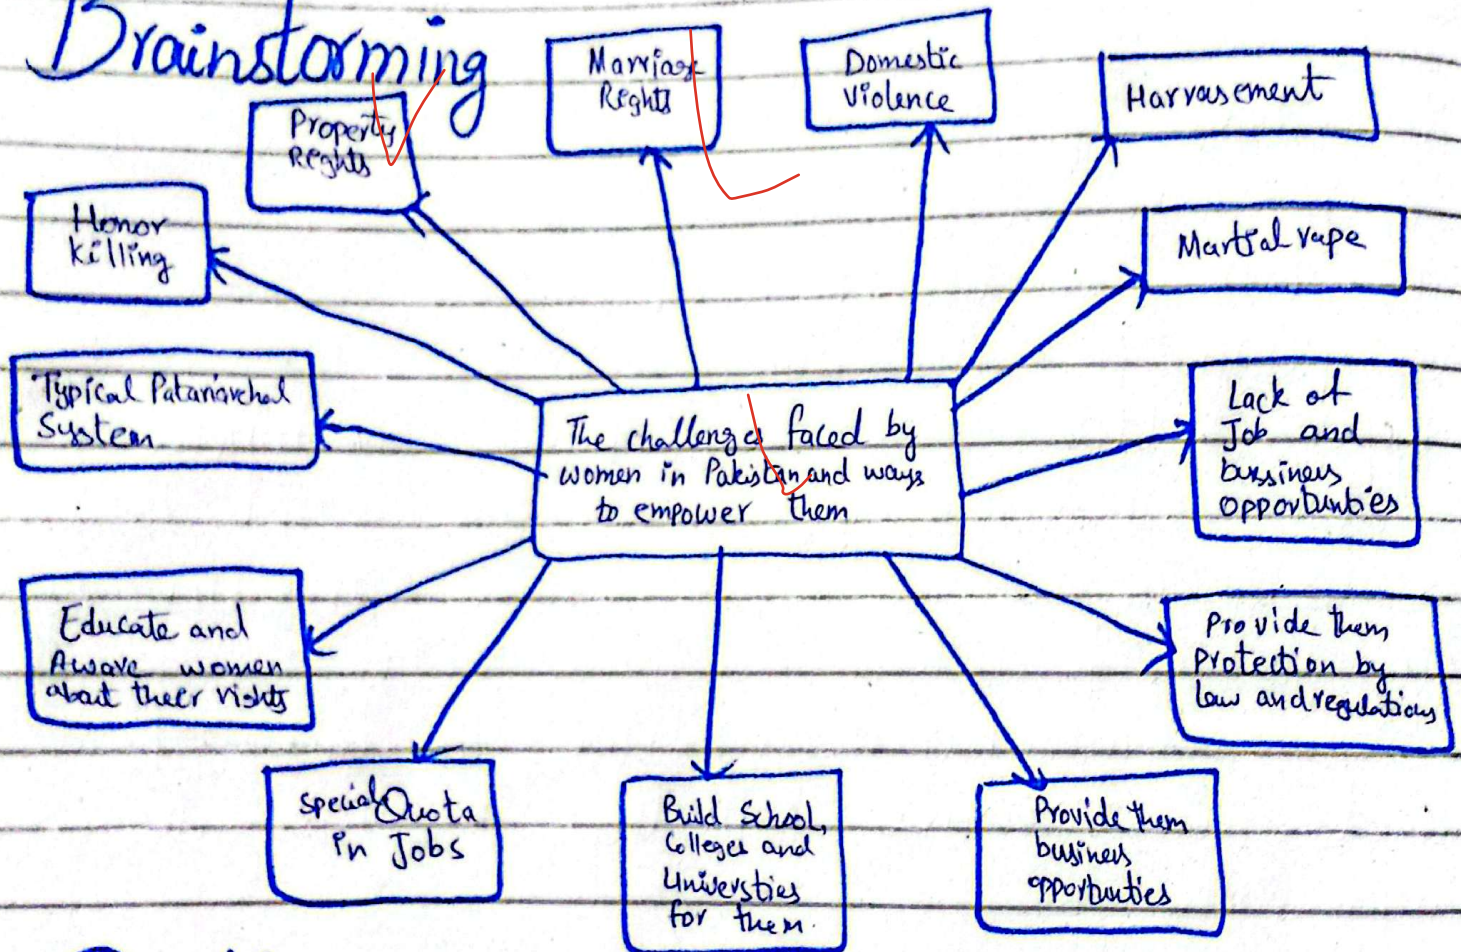 Brainstorming
Marriage
Rights
Domestic
violence
Harrasement
Property
Rights
Honor
killing
Martial rape
Typical Patariarchal
System
The challenges faced by
women in Pakistan and ways
to empower them
Lack of
Job and
bussiness
opportunities
Educate and
Aware women
about their rights
Provide them
protection by
law and regulations
Special Quota
in Jobs
Build School,
Colleges and
Universties
for them.
Provide them
business
opportunities